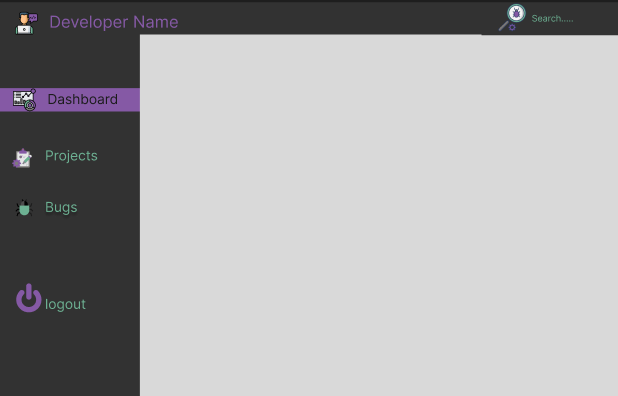 Developer Name
Search.....
Dashboard
Projects
Bugs
logout